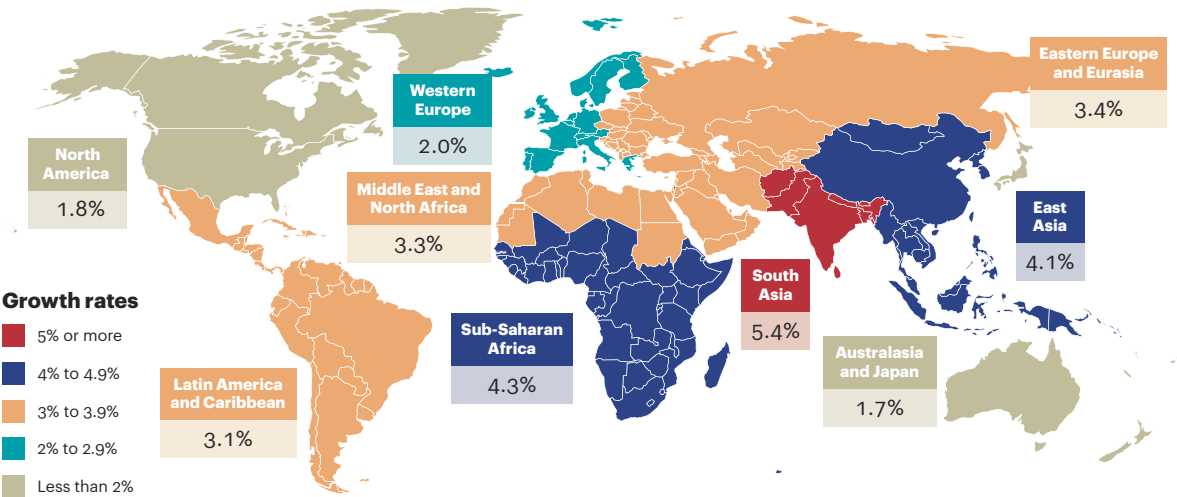 Eastern Europe
and Eurasia
3.4%
Western
Europe
2.0%
North
America
1.8%
Middle East and
North Africa
3.3%
East
Asia
4.1%
South
Asia
5.4%
Growth rates
5% or more
4% to 4.9%
3% to 3.9%
2% to 2.9%
Less than 2%
Sub-Saharan
Africa
4.3%
Australasia
and Japan
1.7%
Latin America
and Caribbean
3.1%